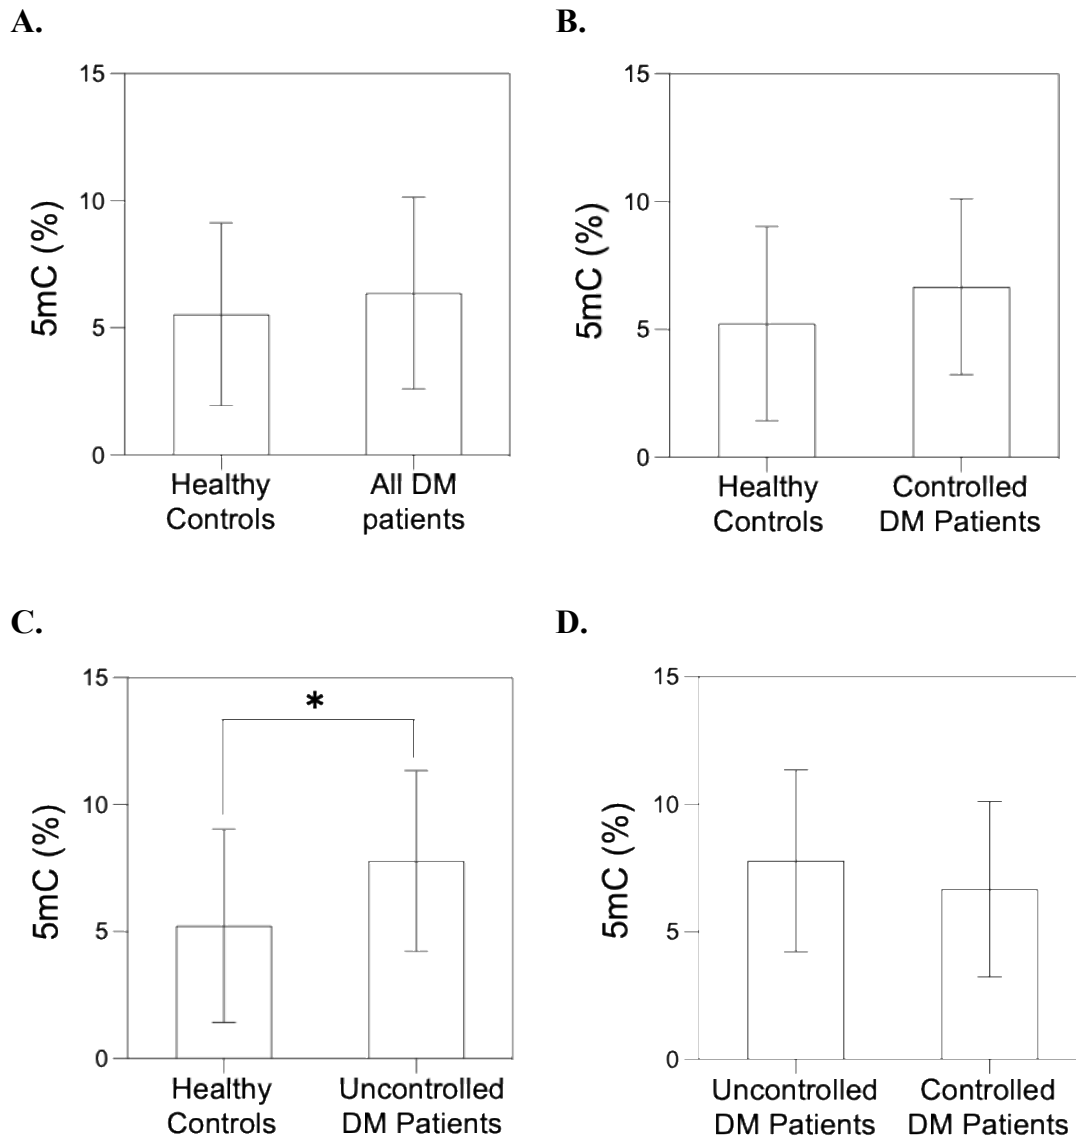 A.
15
10
5
0
5mC (%)
Healthy
Controls
All DM
patients
B.
15
10
5
0
5mC (%)
Healthy
Controls
Controlled
DM Patients
C.
15
10
5
0
5mC (%)
*
Healthy
Controls
Uncontrolled
DM Patients
D.
15
10
5
0
5mC (%)
Uncontrolled
DM Patients
Controlled
DM Patients